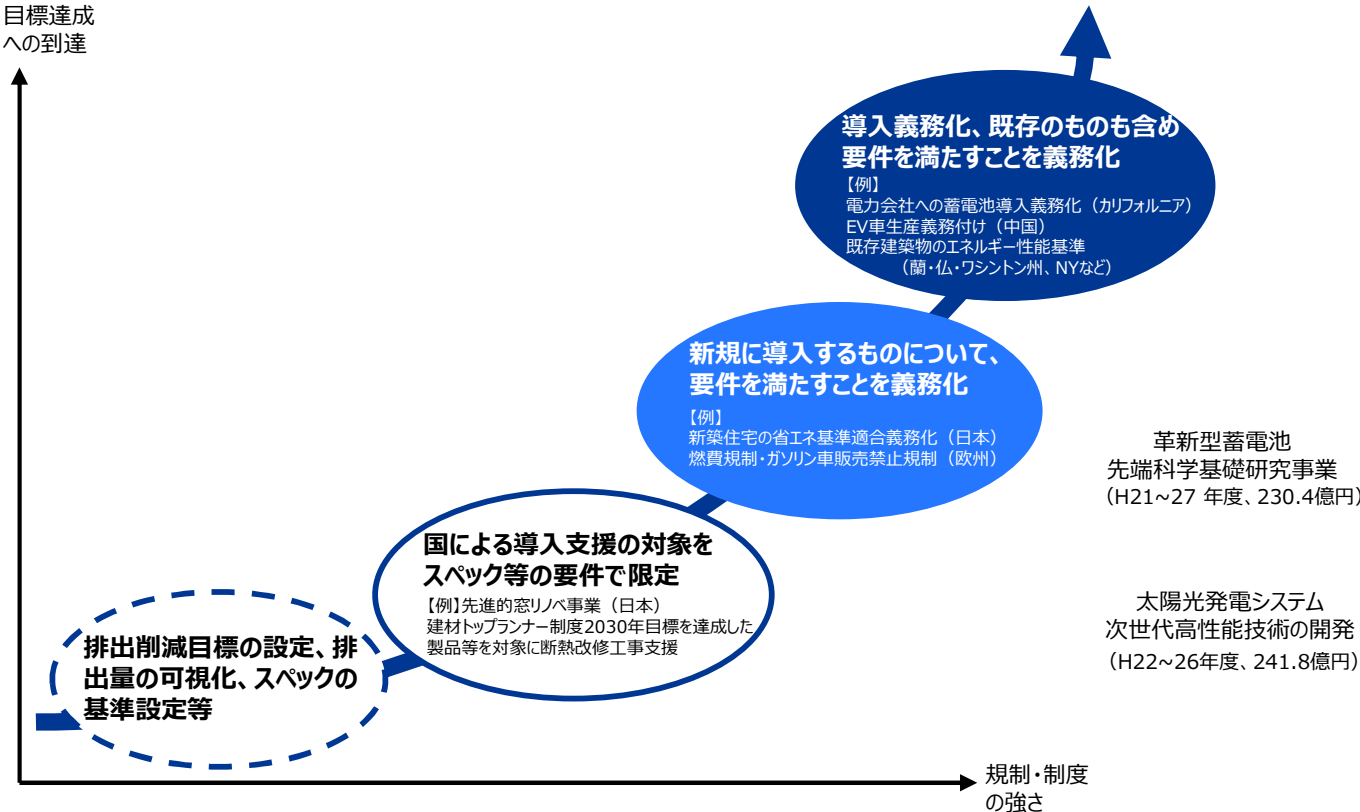 目標達成
への到達
導入義務化、既存のものも含め
要件を満たすことを義務化
【例】
電力会社への蓄電池導入義務化（カリフォルニア）
EV車生産義務付け（中国）
既存建築物のエネルギー性能基準
（蘭・仏・ワシントン州、NYなど）
新規に導入するものについて、
要件を満たすことを義務化
【例】
新築住宅の省エネ基準適合義務化（日本）
燃費規制・ガソリン車販売禁止規制（欧州）
革新型蓄電池
先端科学基礎研究事業
（H21~27 年度、230.4億円）
国による導入支援の対象を
スペック等の要件で限定
【例】先進的窓リノベ事業（日本）
建材トップランナー制度2030年目標を達成した
製品等を対象に断熱改修工事支援
太陽光発電システム
次世代高性能技術の開発
（H22~26年度、241.8億円）
排出削減目標の設定、排
出量の可視化、スペックの
基準設定等
規制・制度
の強さ